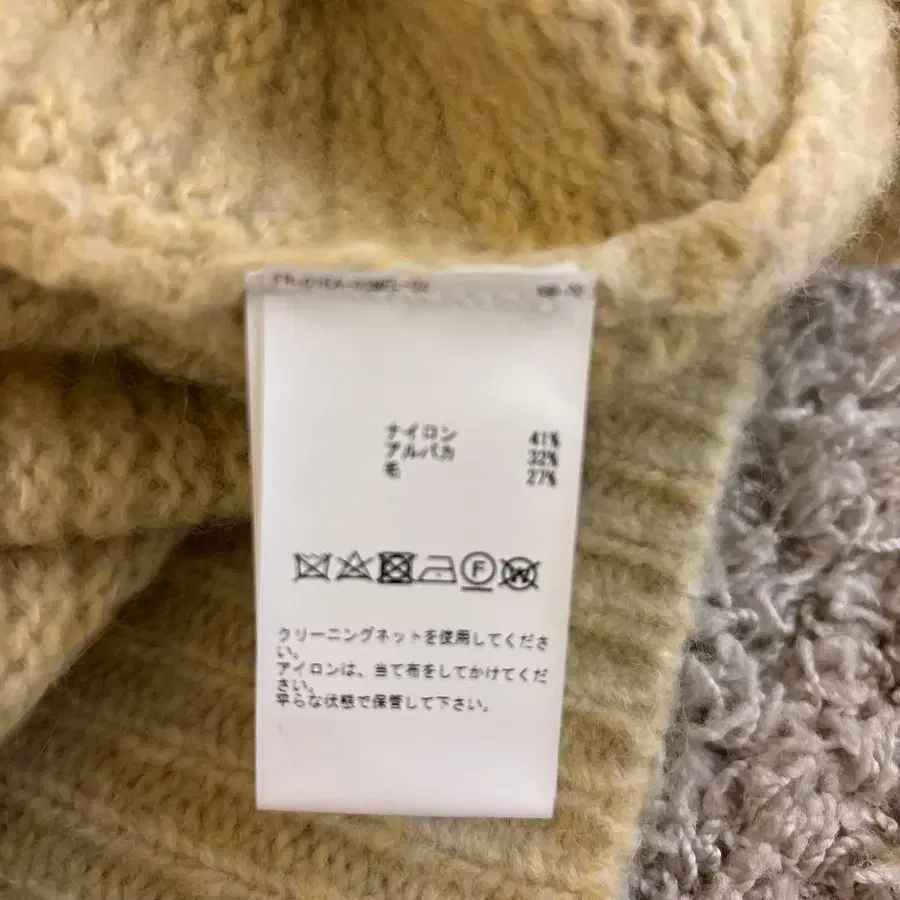 ナイロン 41%
アルパカ 32%
毛 27%
F
W
クリーニングネットを使用してくださ
い。
アイロンは、当て布をしてかけてくだ
さい。
平らな状態で保管して下さい。